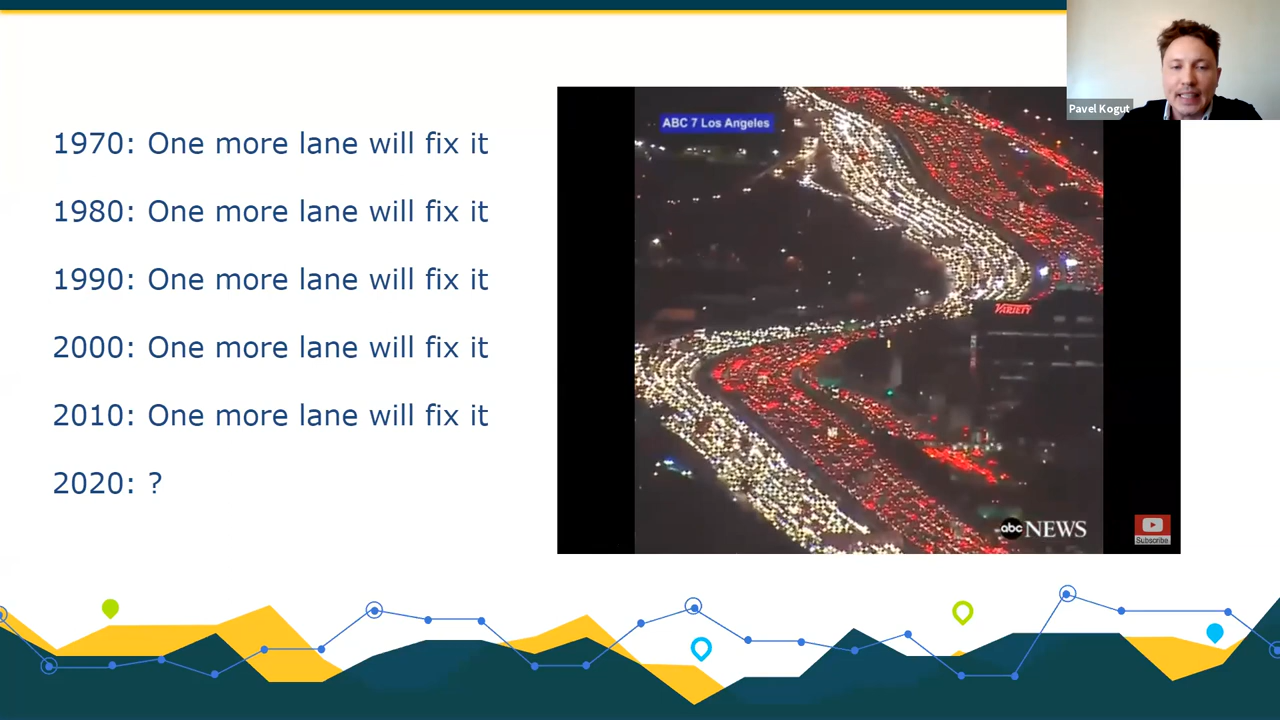 Pavel Kogut
1970: One more lane will fix it
1980: One more lane will fix it
1990: One more lane will fix it
2000: One more lane will fix it
2010: One more lane will fix it
2020: ?
ABC 7 Los Angeles
VARIETY
abc NEWS
Subscribe